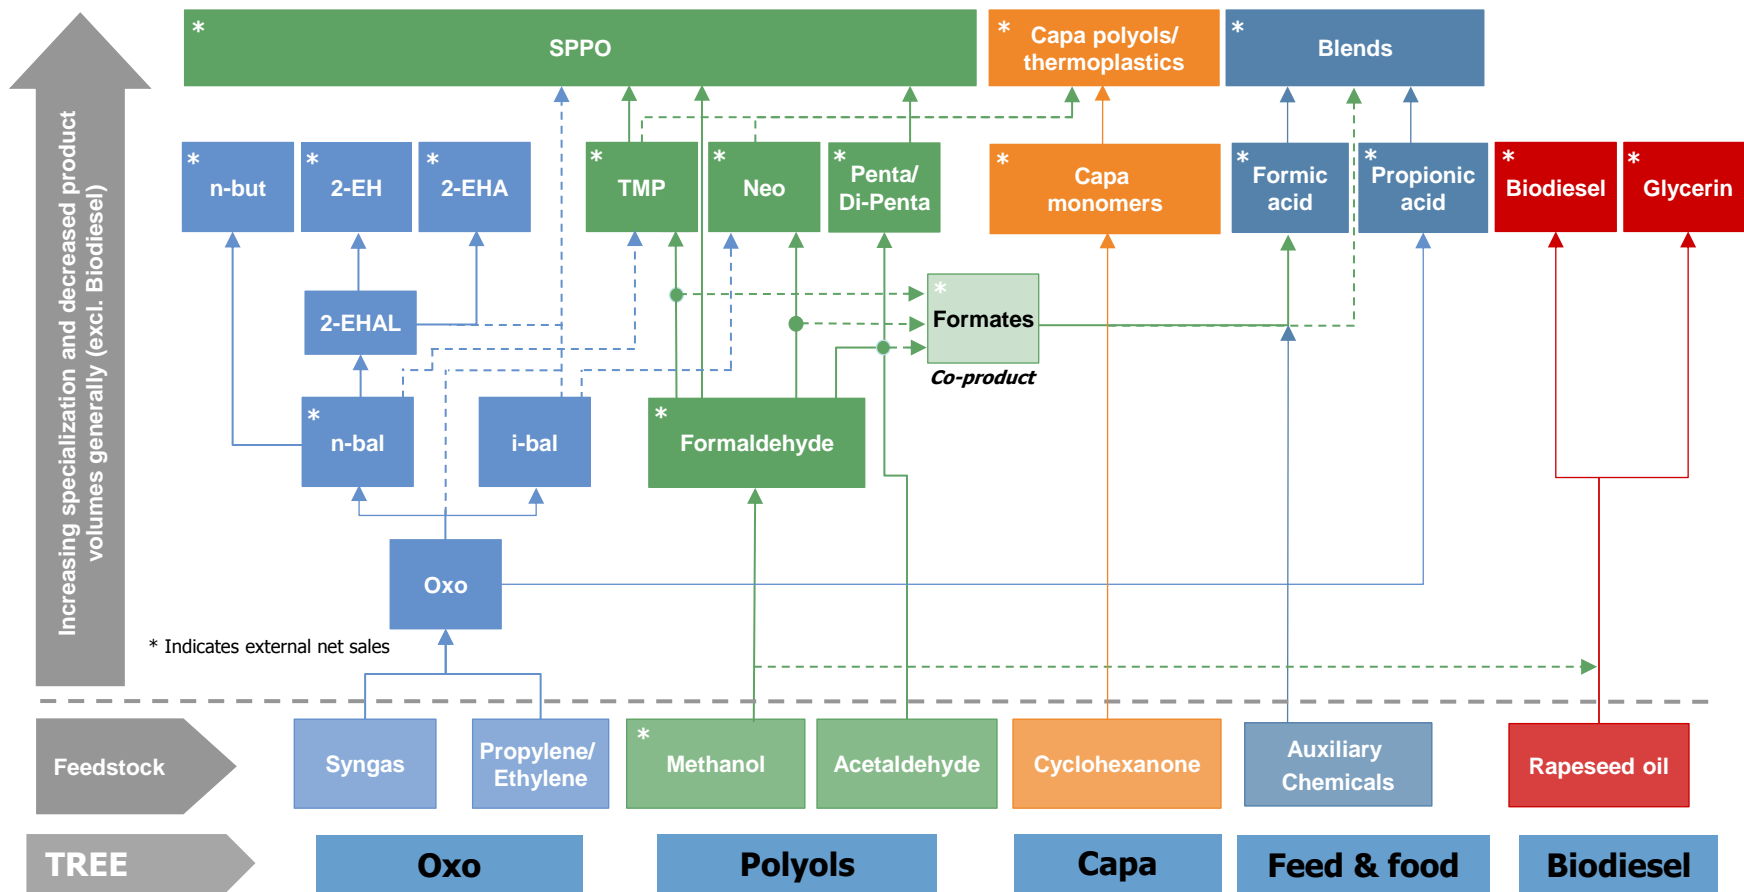 Increasing specialization and decreased product
volumes generally (excl. Biodiesel)
*
SPPO
*
Capa polyols/
thermoplastics
*
Blends
*
n-but
*
2-EH
*
2-EHA
*
TMP
*
Neo
*
Penta/
Di-Penta
*
Capa
monomers
*
Formic
acid
*
Propionic
acid
*
Biodiesel
*
Glycerin
2-EHAL
*
Formates
Co-product
*
n-bal
i-bal
*
Formaldehyde
Oxo
* Indicates external net sales
Feedstock
Syngas
Propylene/
Ethylene
*
Methanol
Acetaldehyde
Cyclohexanone
Auxiliary
Chemicals
Rapeseed oil
TREE
Oxo
Polyols
Capa
Feed & food
Biodiesel